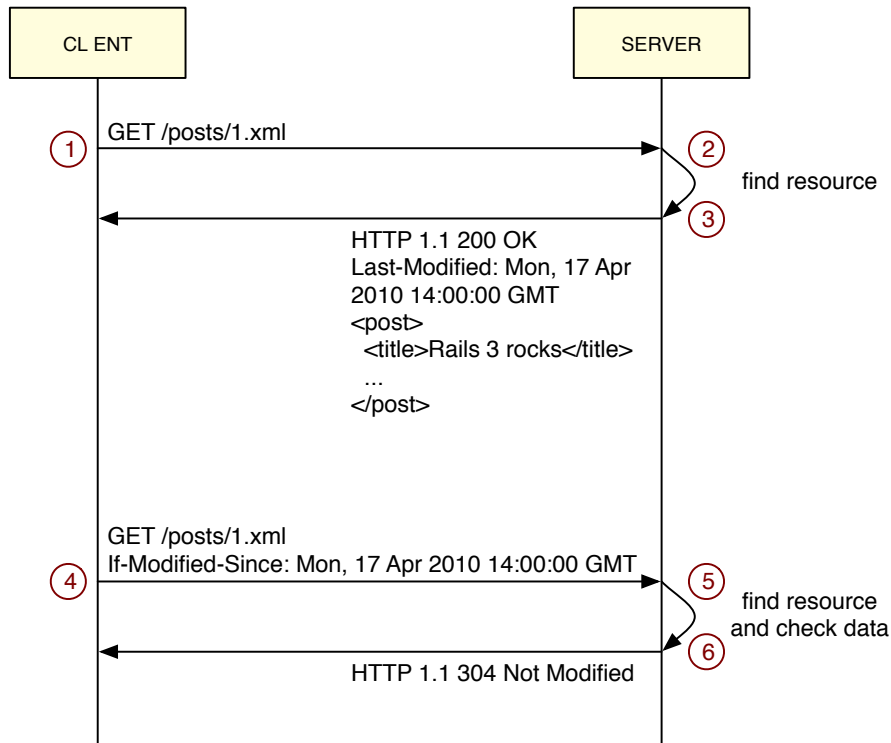 CL ENT
SERVER
GET /posts/1.xml
1
2
find resource
3
HTTP 1.1 200 OK
Last-Modified: Mon, 17 Apr
2010 14:00:00 GMT
<post>
<title>Rails 3 rocks</title>
...
</post>
GET /posts/1.xml
If-Modified-Since: Mon, 17 Apr 2010 14:00:00 GMT
4
5
find resource
and check data
6
HTTP 1.1 304 Not Modified